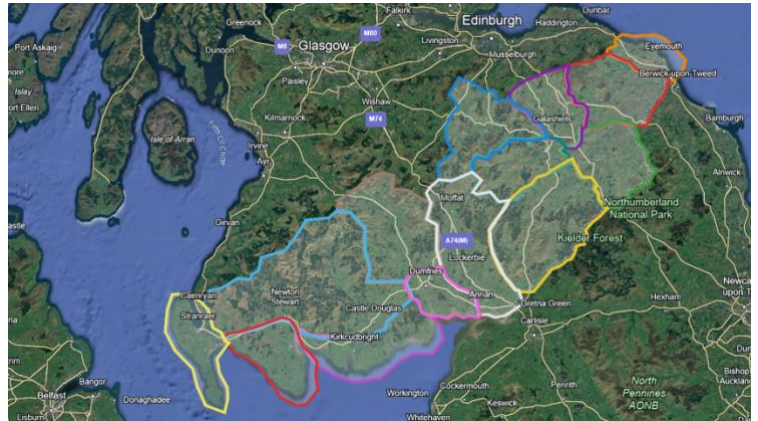 Falkirk
Dunbar
Greenock
Edinburgh
Haddington
Port Askaig
Dunoon
M80
Livingston
M8
Glasgow
Musselburgh
Eyemouth
Paisley
Berwick upon Tweed
Islay
Wishaw
Port Ellen
Kilmarnock
M74
Galashiels
Bamburgh
Isle of Arran
Irvine
Ayr
Alnwick
Moffat
Northumberland
National Park
Girvan
A74(M)
Kielder Forest
Lockerbie
Dumfries
Cairnryan
Newton
Stewart
Annan
Hexham
Castle Douglas
Gretna Green
Stranraer
Carlisle
Kirkcudbright
Bangor
Belfast
Donaghadee
Workington
Cockermouth
Penrith
North
Pennines
AONB
Bishop
Auckland
Lisburn
Whitehaven